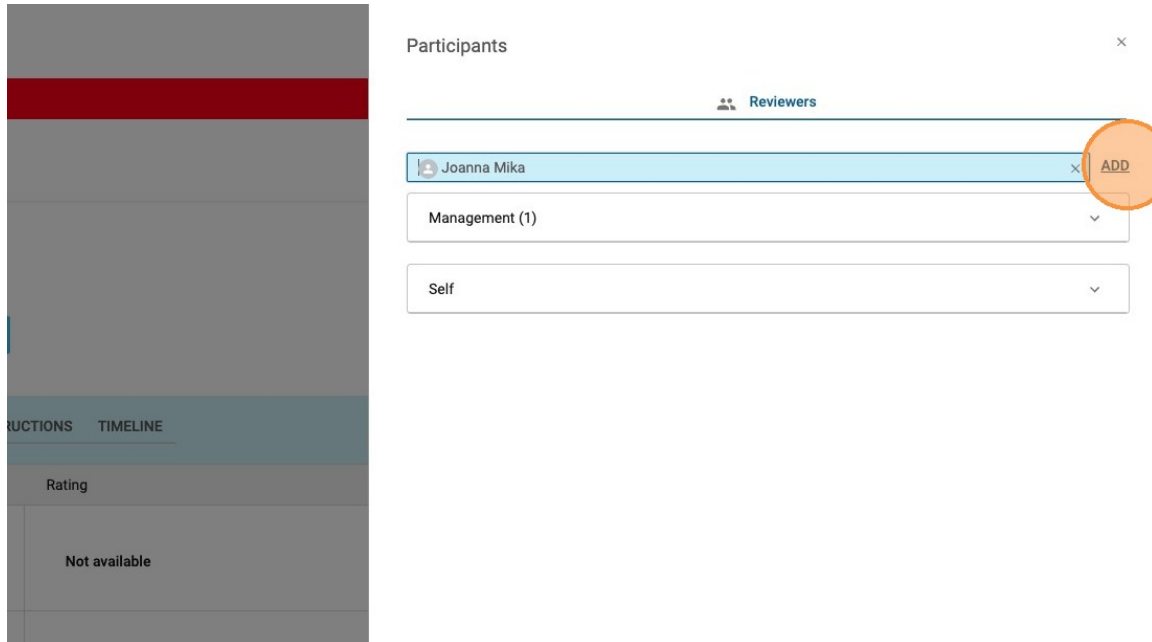 Participants
Reviewers
Joanna Mika
ADD
Management (1)
Self
RUCTIONS TIMELINE
Rating
Not available